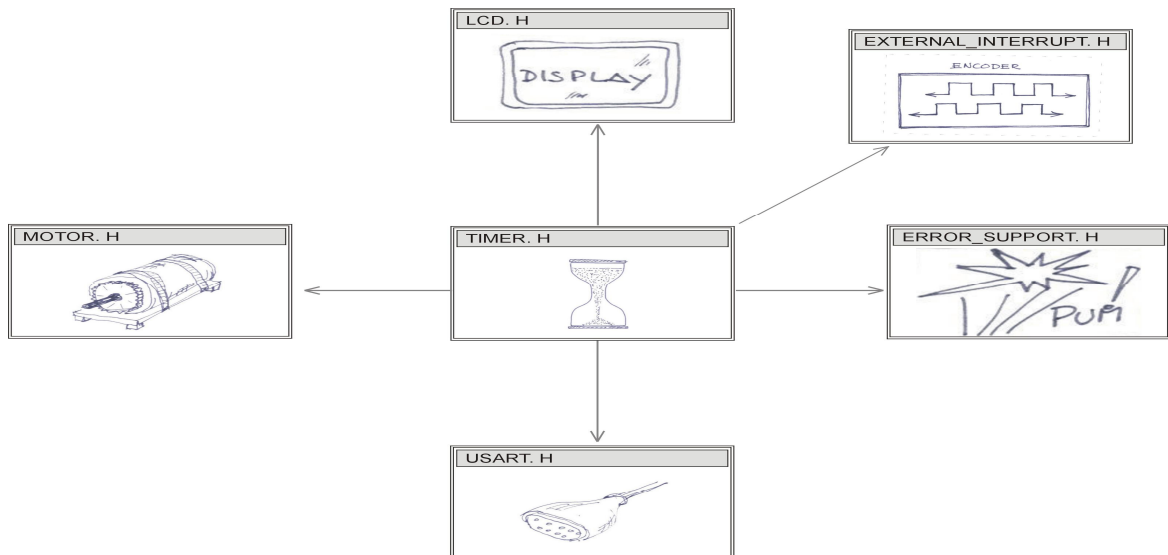 LCD. H
DISPLAY
EXTERNAL_INTERRUPT. H
ENCODER
MOTOR. H
TIMER. H
ERROR_SUPPORT. H
PUM!
USART. H